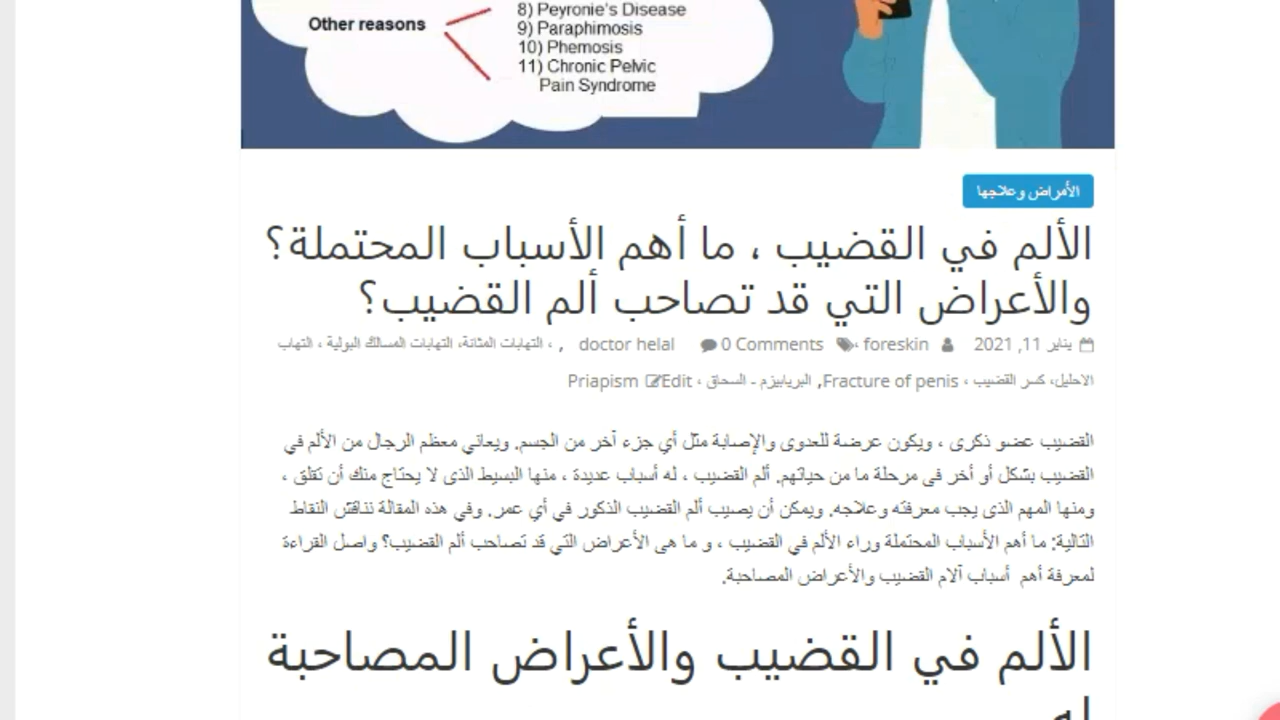 Other reasons
8) Peyronie's Disease
9) Paraphimosis
10) Phemosis
11) Chronic Pelvic
Pain Syndrome
الأمراض وعلاجها
الألم في القضيب ، ما أهم الأسباب المحتملة؟
والأعراض التي قد تصاحب ألم القضيب؟
يناير 11, 2021 foreskin، 0 Comments doctor helal , ، التهابات المثانة، التهابات المسالك البولية ، التهاب
الاحليل، كسر القضيب ، Fracture of penis, البريابيزم ـ السحاق ، Priapism Edit
القضيب عضو ذكرى ، ويكون عرضة للعدوى والإصابة مثل أي جزء آخر من الجسم. ويعاني معظم الرجال من الألم في
القضيب بشكل أو أخر فى مرحلة ما من حياتهم. ألم القضيب ، له أسباب عديدة ، منها البسيط الذى لا يحتاج منك أن تقلق ،
ومنها المهم الذى يجب معرفته وعلاجه. ويمكن أن يصيب ألم القضيب الذكور في أي عمر. وفي هذه المقالة نناقش النقاط
التالية: ما أهم الأسباب المحتملة وراء الألم في القضيب ، و ما هى الأعراض التي قد تصاحب ألم القضيب؟ واصل القراءة
لمعرفة أهم أسباب آلام القضيب والأعراض المصاحبة.
الألم في القضيب والأعراض المصاحبة
له